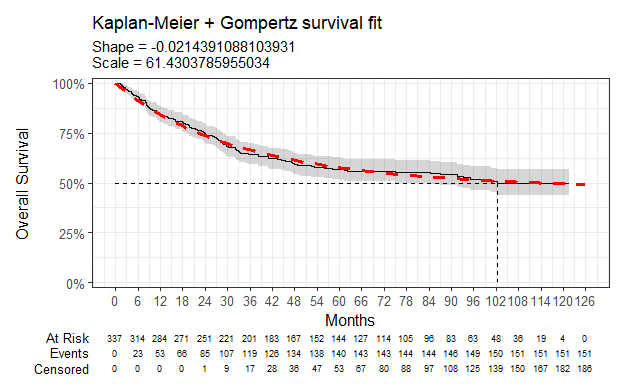 Kaplan-Meier + Gompertz survival fit
Shape = -0.0214391088103931
Scale = 61.4303785955034
100%
75%
50%
25%
0%
Overall Survival
0 6 12 18 24 30 36 42 48 54 60 66 72 78 84 90 96 102 108 114 120 126
Months
At Risk 337 314 284 271 251 221 201 183 167 152 144 127 114 105 96 83 63 48 36 19 4 0
Events 0 23 53 66 85 107 119 126 134 138 140 143 143 144 144 146 149 150 151 151 151 151
Censored 0 0 0 0 1 9 17 28 36 47 53 67 80 88 97 108 125 139 150 167 182 186